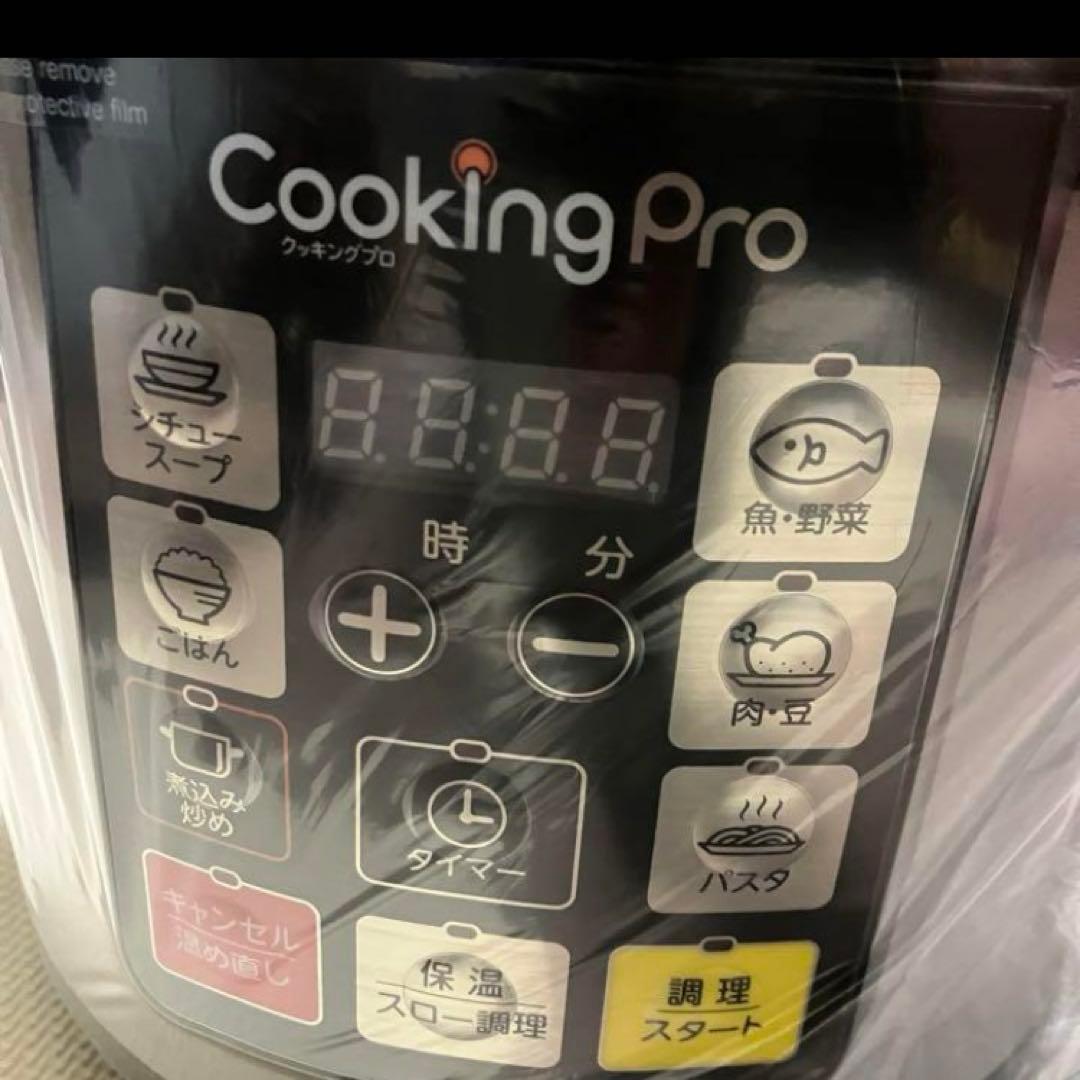 remove
protective film
Cooking Pro
クッキングプロ
シチュー
スープ
88:88
魚・野菜
時 分
ごはん
肉・豆
煮込み
炒め
タイマー
パスタ
キャンセル
温め直し
保温
スロー調理
調理
スタート